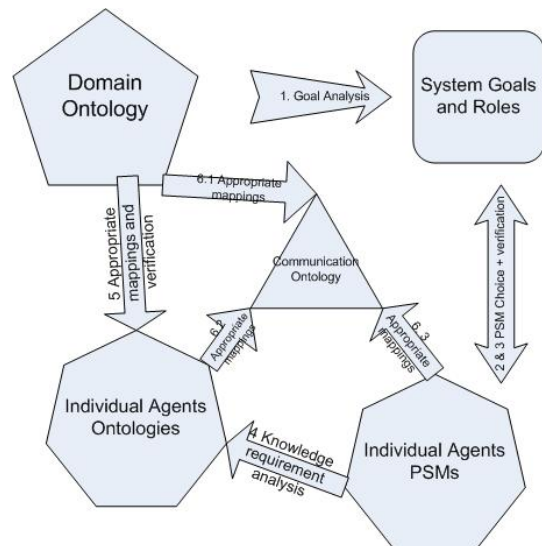 Domain
Ontology
1. Goal Analysis
System Goals
and Roles
6.1 Appropriate
mappings
5 Appropriate
mappings and
verification
Communication
Ontology
2 & 3 PSM Choice + verification
6.2
Appropriate
mappings
6. 3
Appropriate
mappings
Individual Agents
Ontologies
4 Knowledge
requirement
analysis
Individual Agents
PSMs